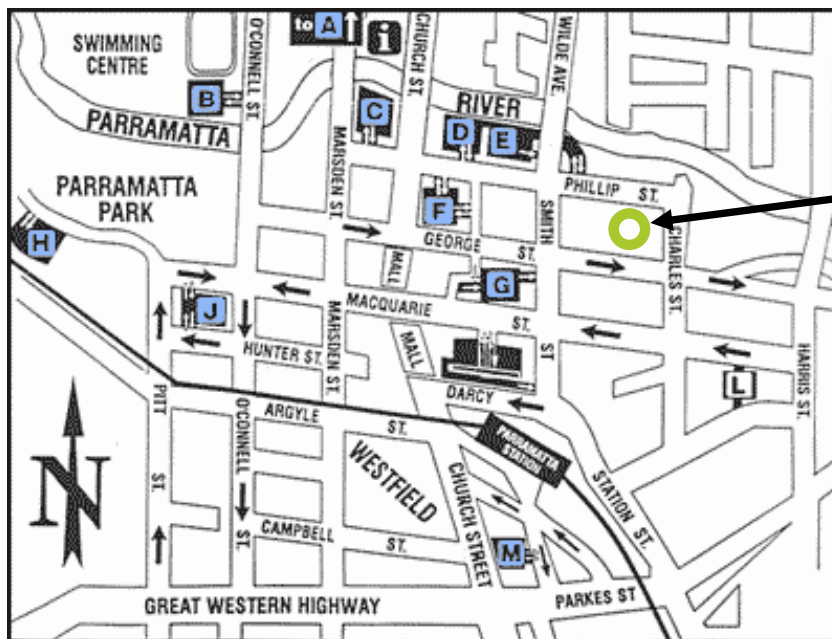 SWIMMING
CENTRE
O'CONNELL ST.
to A
i
CHURCH ST.
WILDE AVE.
B
C
RIVER
PARRAMATTA
D
E
MARSDEN ST.
PHILLIP ST.
PARRAMATTA
PARK
F
SMITH
ST
H
GEORGE ST.
CHARLES ST.
MALL
G
J
MACQUARIE ST.
MARSDEN ST.
HUNTER ST.
MALL
HARRIS ST.
DARCY
L
PITT ST.
O'CONNELL ST.
ARGYLE ST.
PARRAMATTA
STATION
N
WESTFIELD
CHURCH STREET
STATION ST.
CAMPBELL ST.
M
GREAT WESTERN HIGHWAY
PARKES ST